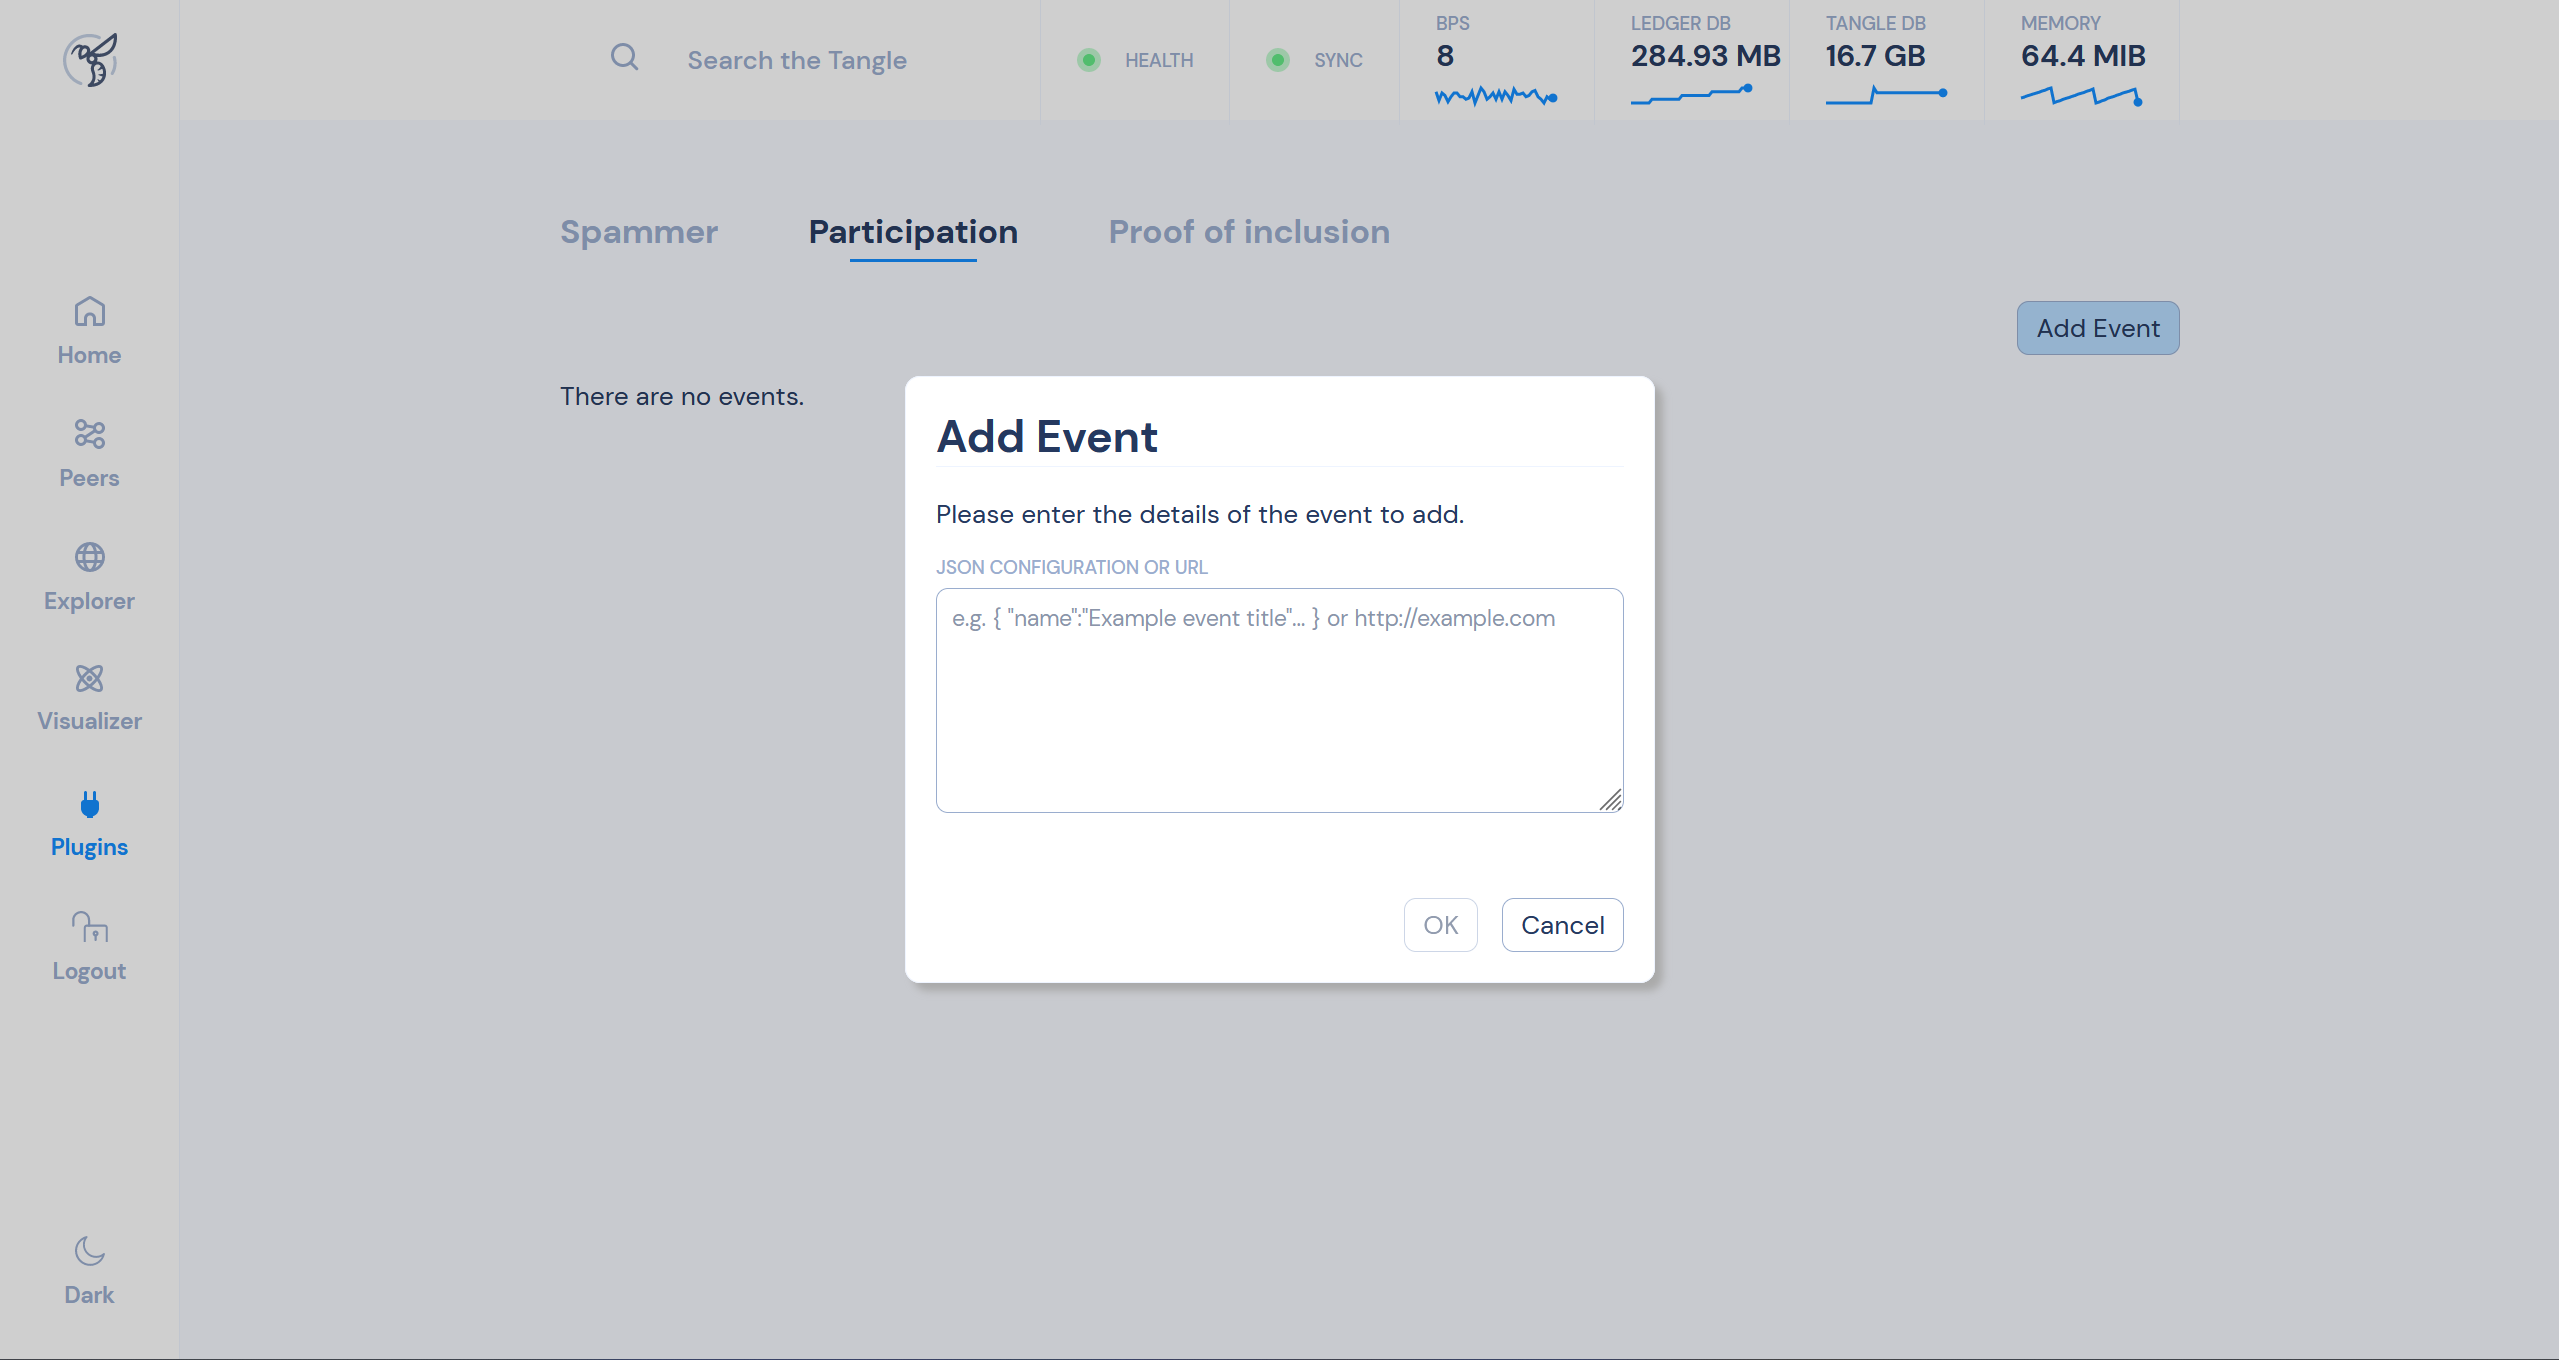 Search the Tangle
HEALTH
SYNC
BPS
8
LEDGER DB
284.93 MB
TANGLE DB
16.7 GB
MEMORY
64.4 MIB
Home
Peers
Explorer
Visualizer
Plugins
Logout
Dark
Spammer
Participation
Proof of inclusion
Add Event
There are no events.
Add Event
Please enter the details of the event to add.
JSON CONFIGURATION OR URL
e.g. { "name":"Example event title"... } or http://example.com
OK
Cancel